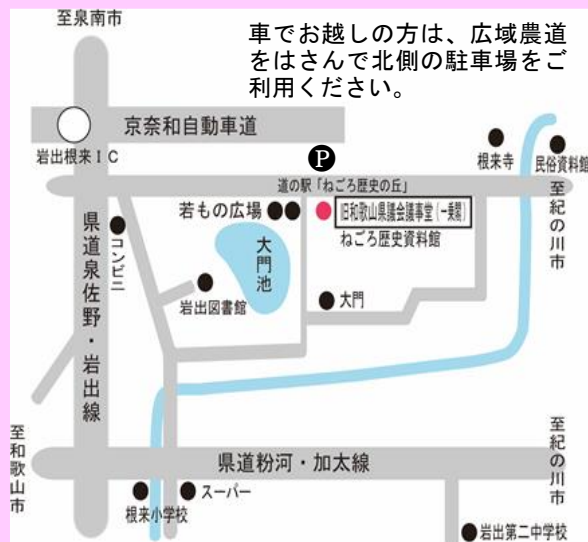 至泉南市
車でお越しの方は、広域農道
をはさんで北側の駐車場をご
利用ください。
京奈和自動車道
岩出根来IC
P
根来寺
民俗資料館
道の駅「ねごろ歴史の丘」
至紀の川市
若もの広場
旧和歌山県議会議事堂(一乗閣)
ねごろ歴史資料館
コンビニ
県道泉佐野・岩出線
大門池
岩出図書館
大門
至和歌山市
県道粉河・加太線
至紀の川市
根来小学校
スーパー
岩出第二中学校